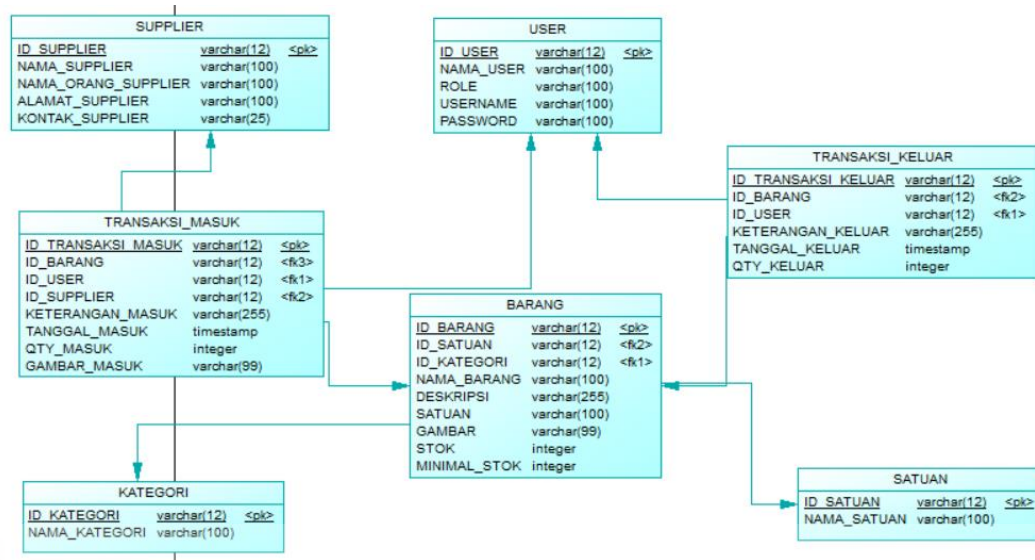 SUPPLIER
ID_SUPPLIER varchar(12) <pk>
NAMA_SUPPLIER varchar(100)
NAMA_ORANG_SUPPLIER varchar(100)
ALAMAT_SUPPLIER varchar(100)
KONTAK_SUPPLIER varchar(25)
USER
ID_USER varchar(12) <pk>
NAMA_USER varchar(100)
ROLE varchar(100)
USERNAME varchar(100)
PASSWORD varchar(100)
TRANSAKSI_KELUAR
ID_TRANSAKSI_KELUAR varchar(12) <pk>
ID_BARANG varchar(12) <fk2>
ID_USER varchar(12) <fk1>
KETERANGAN_KELUAR varchar(255)
TANGGAL_KELUAR timestamp
QTY_KELUAR integer
TRANSAKSI_MASUK
ID_TRANSAKSI_MASUK varchar(12) <pk>
ID_BARANG varchar(12) <fk3>
ID_USER varchar(12) <fk1>
ID_SUPPLIER varchar(12) <fk2>
KETERANGAN_MASUK varchar(255)
TANGGAL_MASUK timestamp
QTY_MASUK integer
GAMBAR_MASUK varchar(99)
BARANG
ID_BARANG varchar(12) <pk>
ID_SATUAN varchar(12) <fk2>
ID_KATEGORI varchar(12) <fk1>
NAMA_BARANG varchar(100)
DESKRIPSI varchar(255)
SATUAN varchar(100)
GAMBAR varchar(99)
STOK integer
MINIMAL_STOK integer
KATEGORI
ID_KATEGORI varchar(12) <pk>
NAMA_KATEGORI varchar(100)
SATUAN
ID_SATUAN varchar(12) <pk>
NAMA_SATUAN varchar(100)